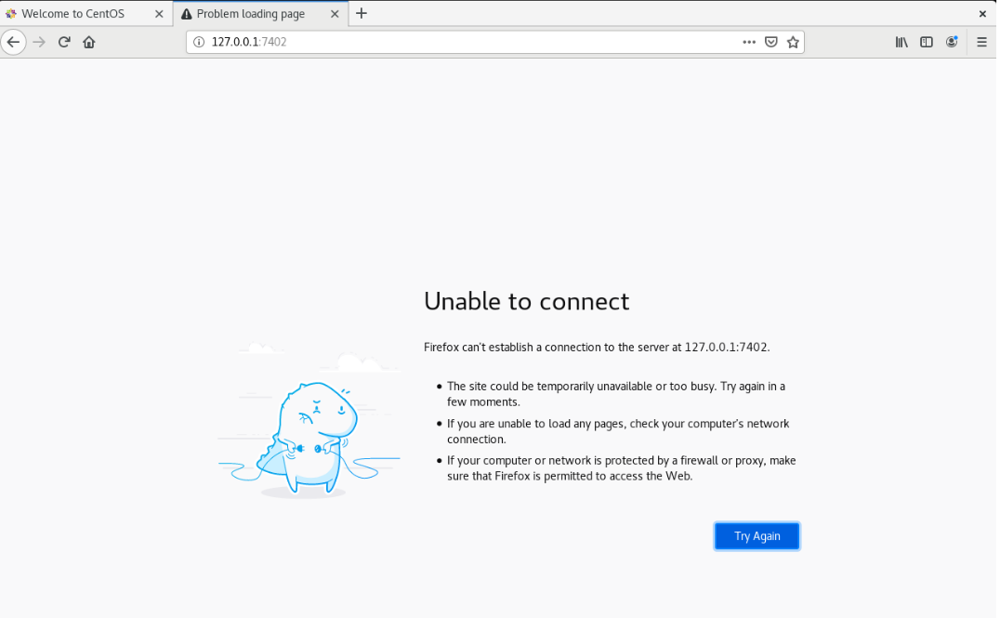 Welcome to CentOS
Problem loading page
127.0.0.1:7402
Unable to connect
Firefox can't establish a connection to the server at 127.0.0.1:7402.
The site could be temporarily unavailable or too busy. Try again in a
few moments.
If you are unable to load any pages, check your computer's network
connection.
If your computer or network is protected by a firewall or proxy, make
sure that Firefox is permitted to access the Web.
Try Again